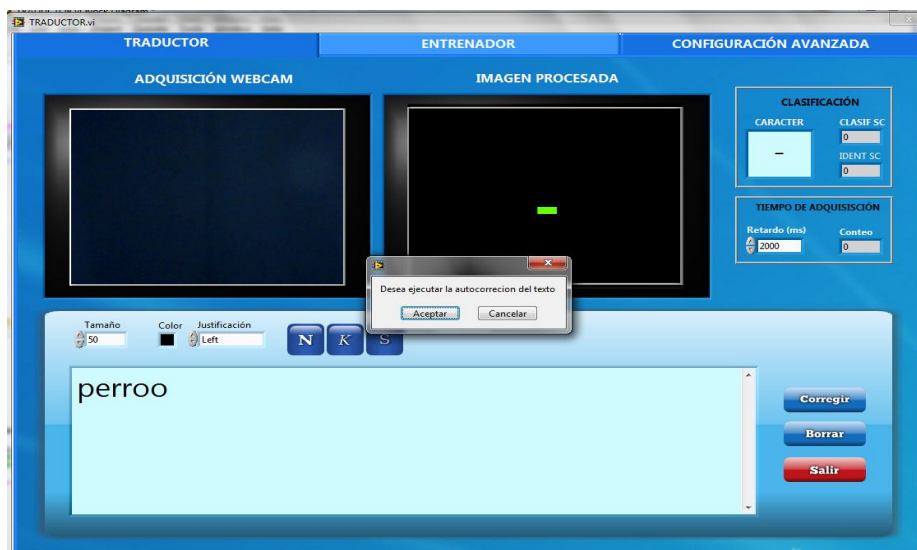 TRADUCTOR.vi
TRADUCTOR ENTRENADOR CONFIGURACIÓN AVANZADA
ADQUISICIÓN WEBCAM IMAGEN PROCESADA
CLASIFICACIÓN
CARACTER CLASIF SC
0
–
IDENT SC
0
TIEMPO DE ADQUISISCIÓN
Retardo (ms) Conteo
2000 0
Desea ejecutar la autocorrecion del texto
Aceptar Cancelar
Tamaño Color Justificación
50 Left
N K S
perroo
Corregir
Borrar
Salir